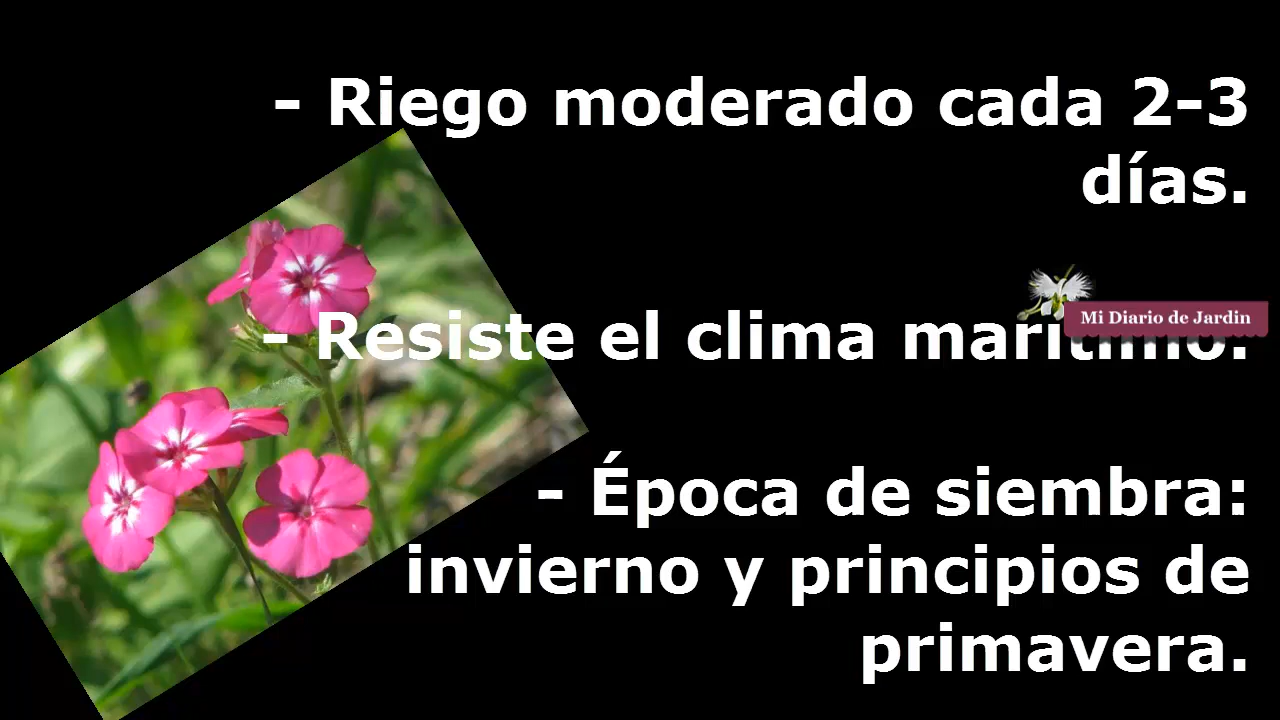 - Riego moderado cada 2-3
días.
- Resiste el clima marítimo.
Mi Diario de Jardin
- Época de siembra:
invierno y principios de
primavera.